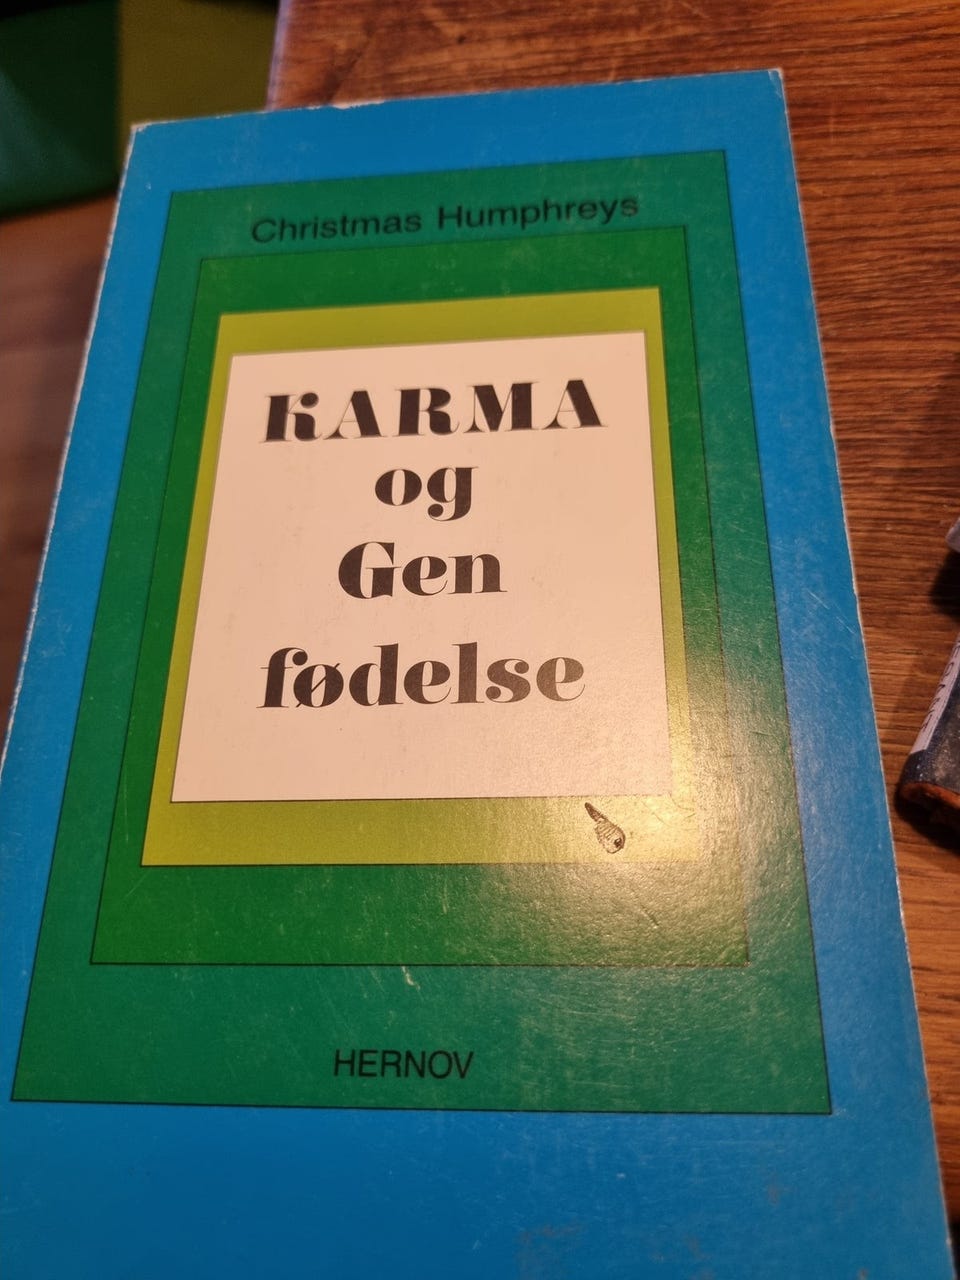 Christmas Humphreys
KARMA
og
Gen
fødelse
HERNOV